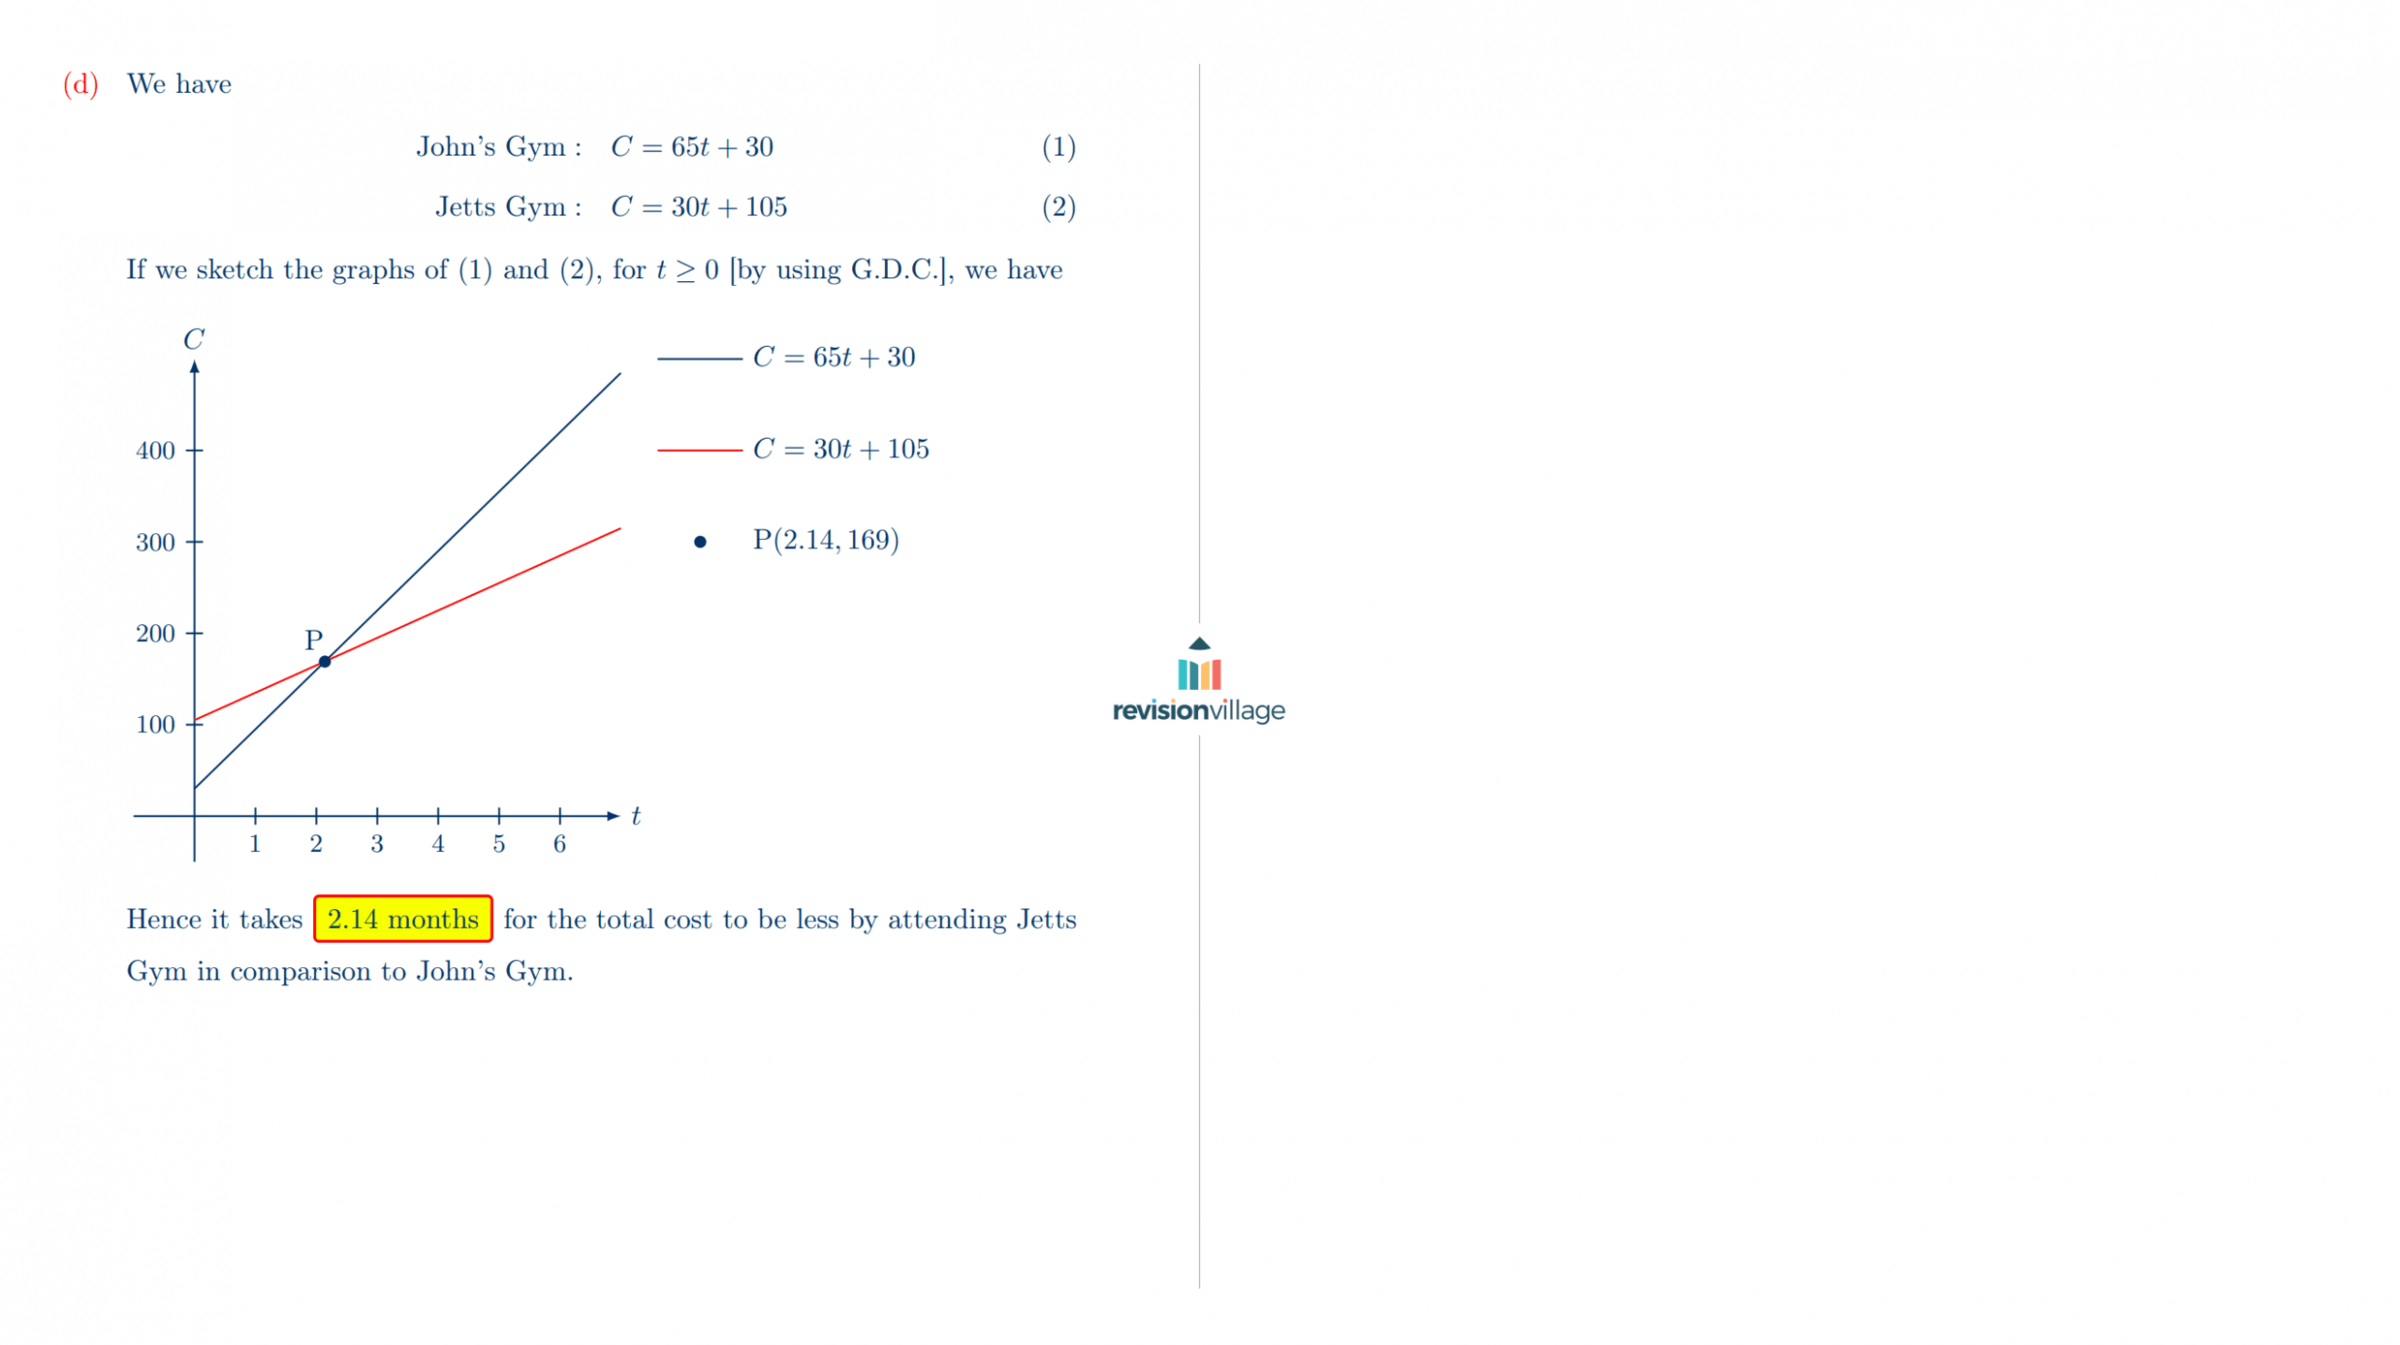 (d) We have
John's Gym : C = 65t + 30 (1)
Jetts Gym : C = 30t + 105 (2)
If we sketch the graphs of (1) and (2), for t ≥ 0 [by using G.D.C.], we have
C
400
300
200
100
P
1 2 3 4 5 6
t
C = 65t + 30
C = 30t + 105
P(2.14, 169)
Hence it takes 2.14 months for the total cost to be less by attending Jetts
Gym in comparison to John's Gym.
revisionvillage